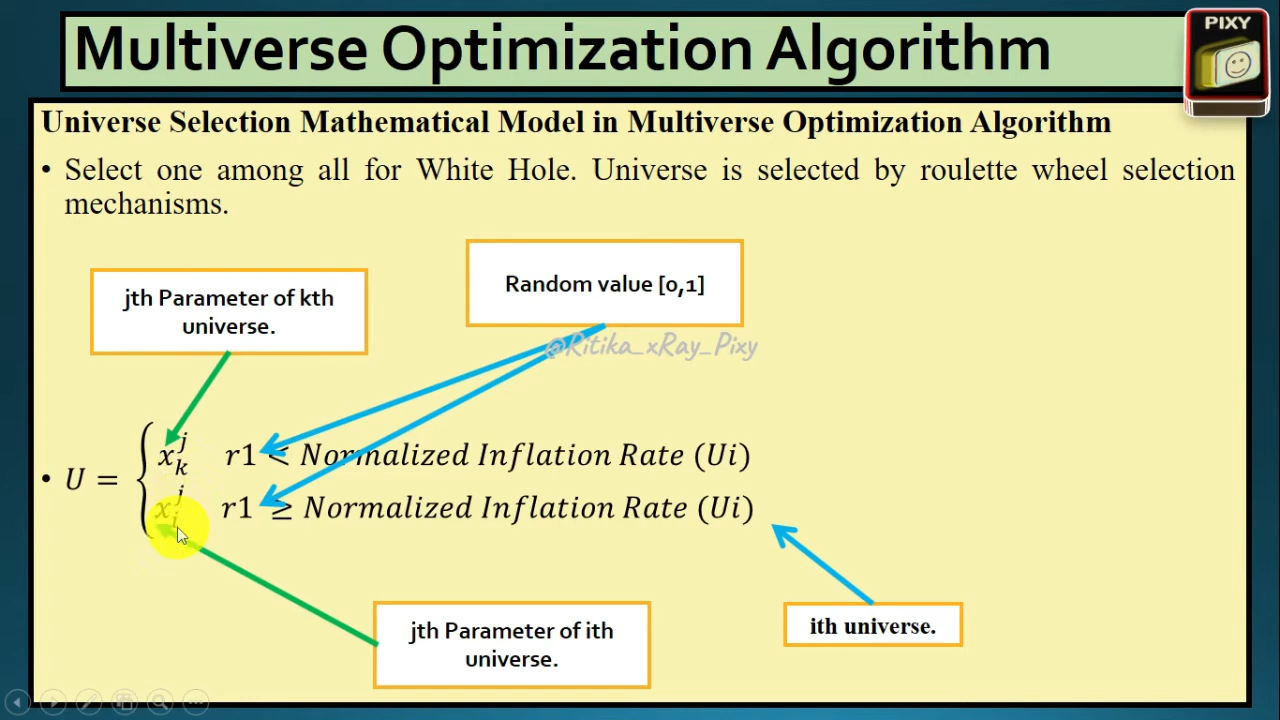 Multiverse Optimization Algorithm
PIXY
Universe Selection Mathematical Model in Multiverse Optimization Algorithm
• Select one among all for White Hole. Universe is selected by roulette wheel selection
mechanisms.
jth Parameter of kth
universe.
Random value [0,1]
@Ritika_xRay_Pixy
• U = { x_k^j r1 < Normalized Inflation Rate (Ui)
x_i^j r1 ≥ Normalized Inflation Rate (Ui)
jth Parameter of ith
universe.
ith universe.